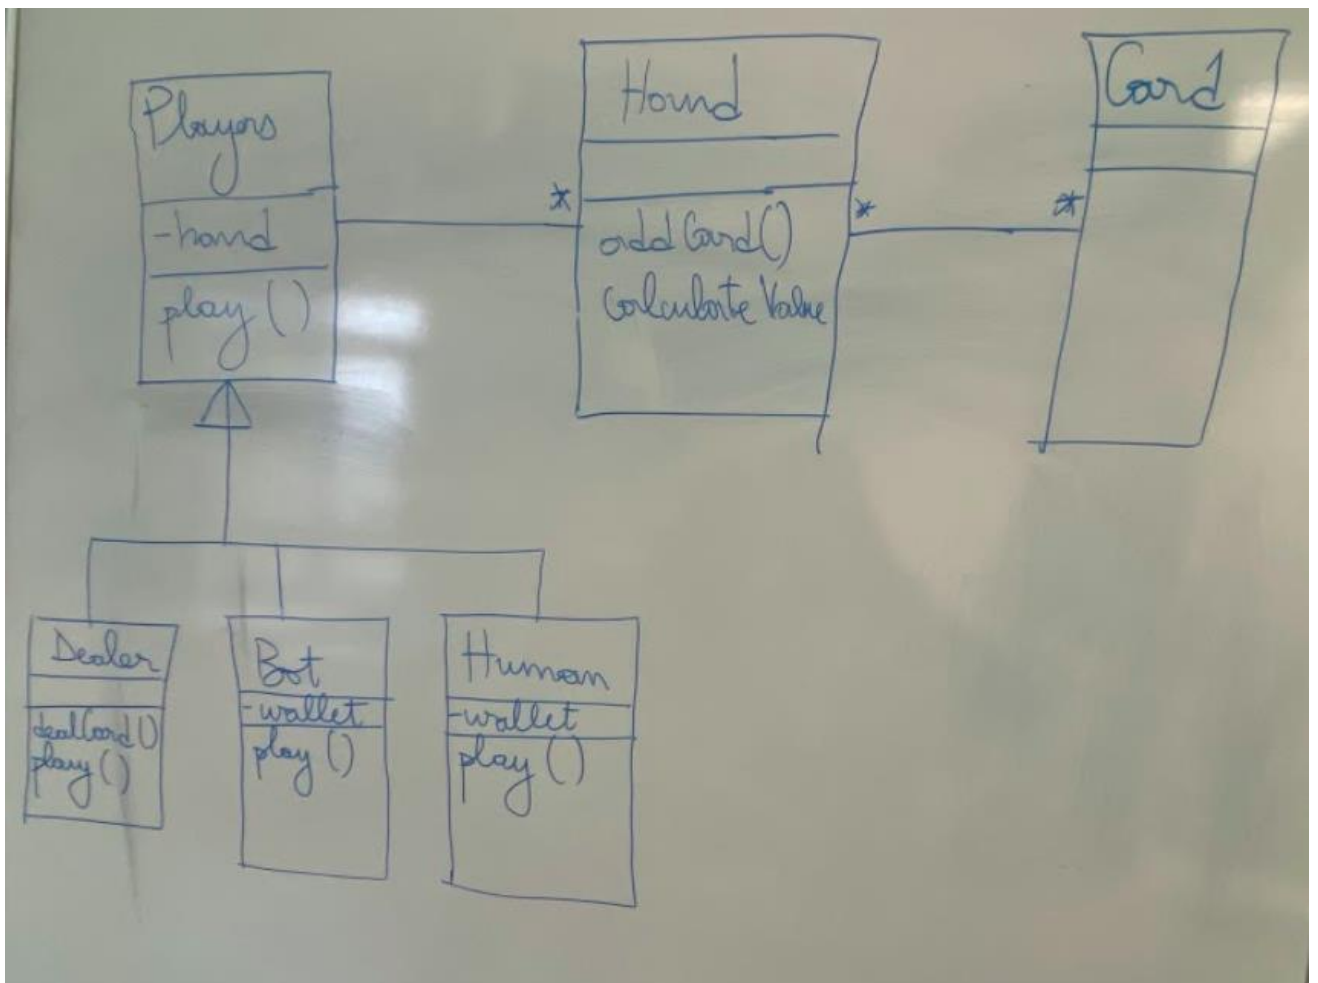 Players
-hand
play()
*
Hand
addCard()
CalculateValue
*
*
Card
Dealer
dealCard()
play()
Bot
-wallet
play()
Human
-wallet
play()